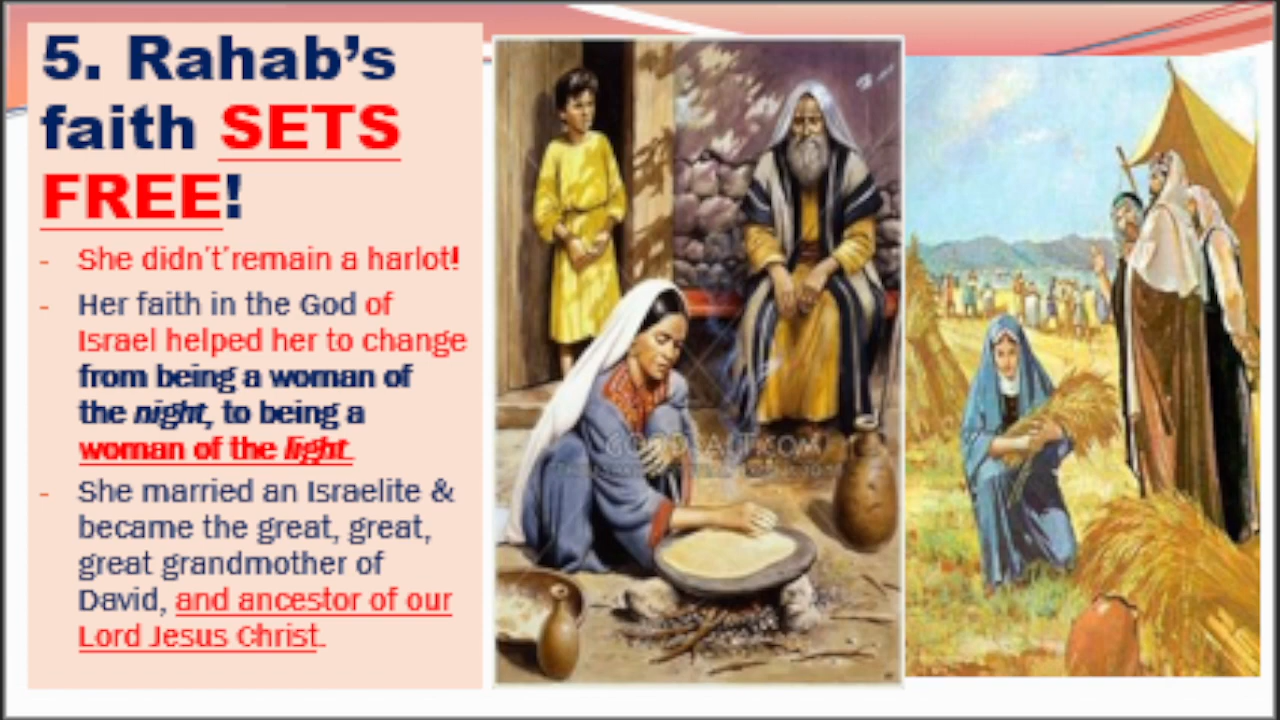 5. Rahab's
faith SETS
FREE!
- She didn't remain a harlot!
- Her faith in the God of
Israel helped her to change
from being a woman of
the night, to being a
woman of the light
- She married an Israelite &
became the great, great,
great grandmother of
David, and ancestor of our
Lord Jesus Christ.